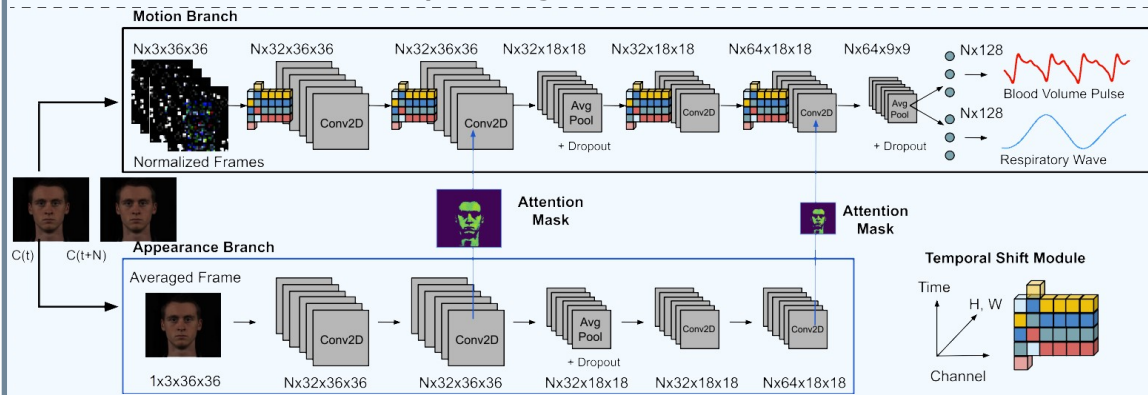 Motion Branch
Nx3x36x36
Nx32x36x36
Nx32x36x36
Nx32x18x18
Nx32x18x18
Nx64x18x18
Nx64x9x9
Nx128
Conv2D
Conv2D
Avg
Pool
Conv2D
Conv2D
Avg
Pool
Blood Volume Pulse
Nx128
+ Dropout
+ Dropout
Normalized Frames
Respiratory Wave
Attention
Mask
Attention
Mask
C(t)
C(t+N)
Appearance Branch
Averaged Frame
Conv2D
Conv2D
Avg
Pool
Conv2D
Conv2D
+ Dropout
1x3x36x36
Nx32x36x36
Nx32x36x36
Nx32x18x18
Nx32x18x18
Nx64x18x18
Temporal Shift Module
Time
H, W
Channel